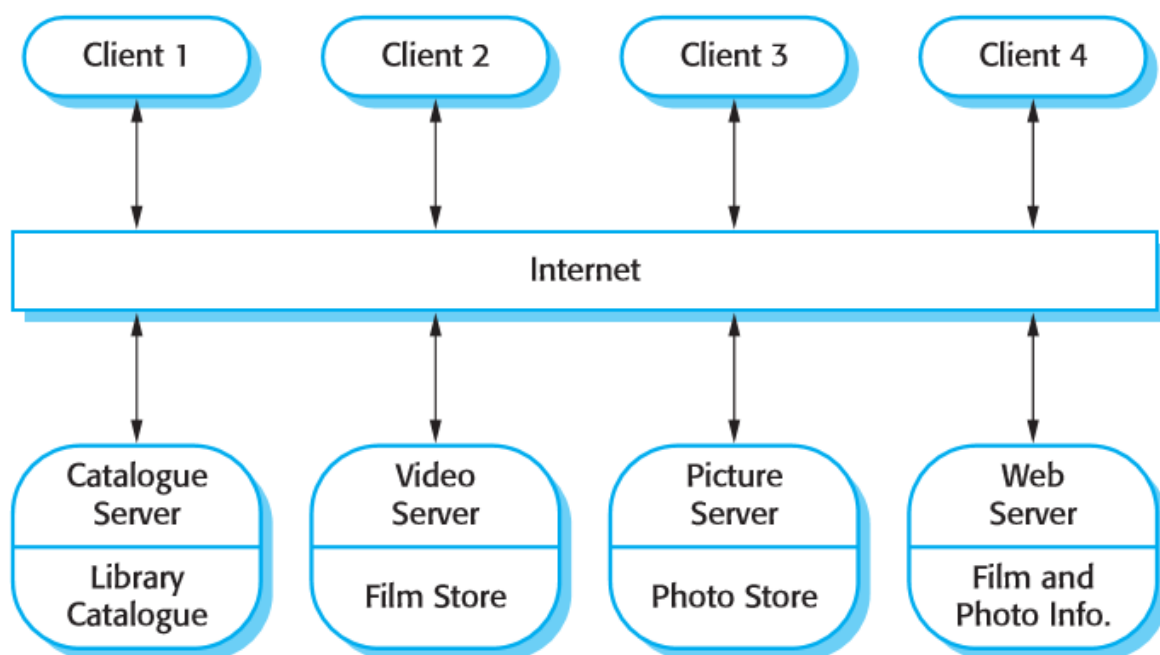 Client 1
Client 2
Client 3
Client 4
Internet
Catalogue
Server
Library
Catalogue
Video
Server
Film Store
Picture
Server
Photo Store
Web
Server
Film and
Photo Info.